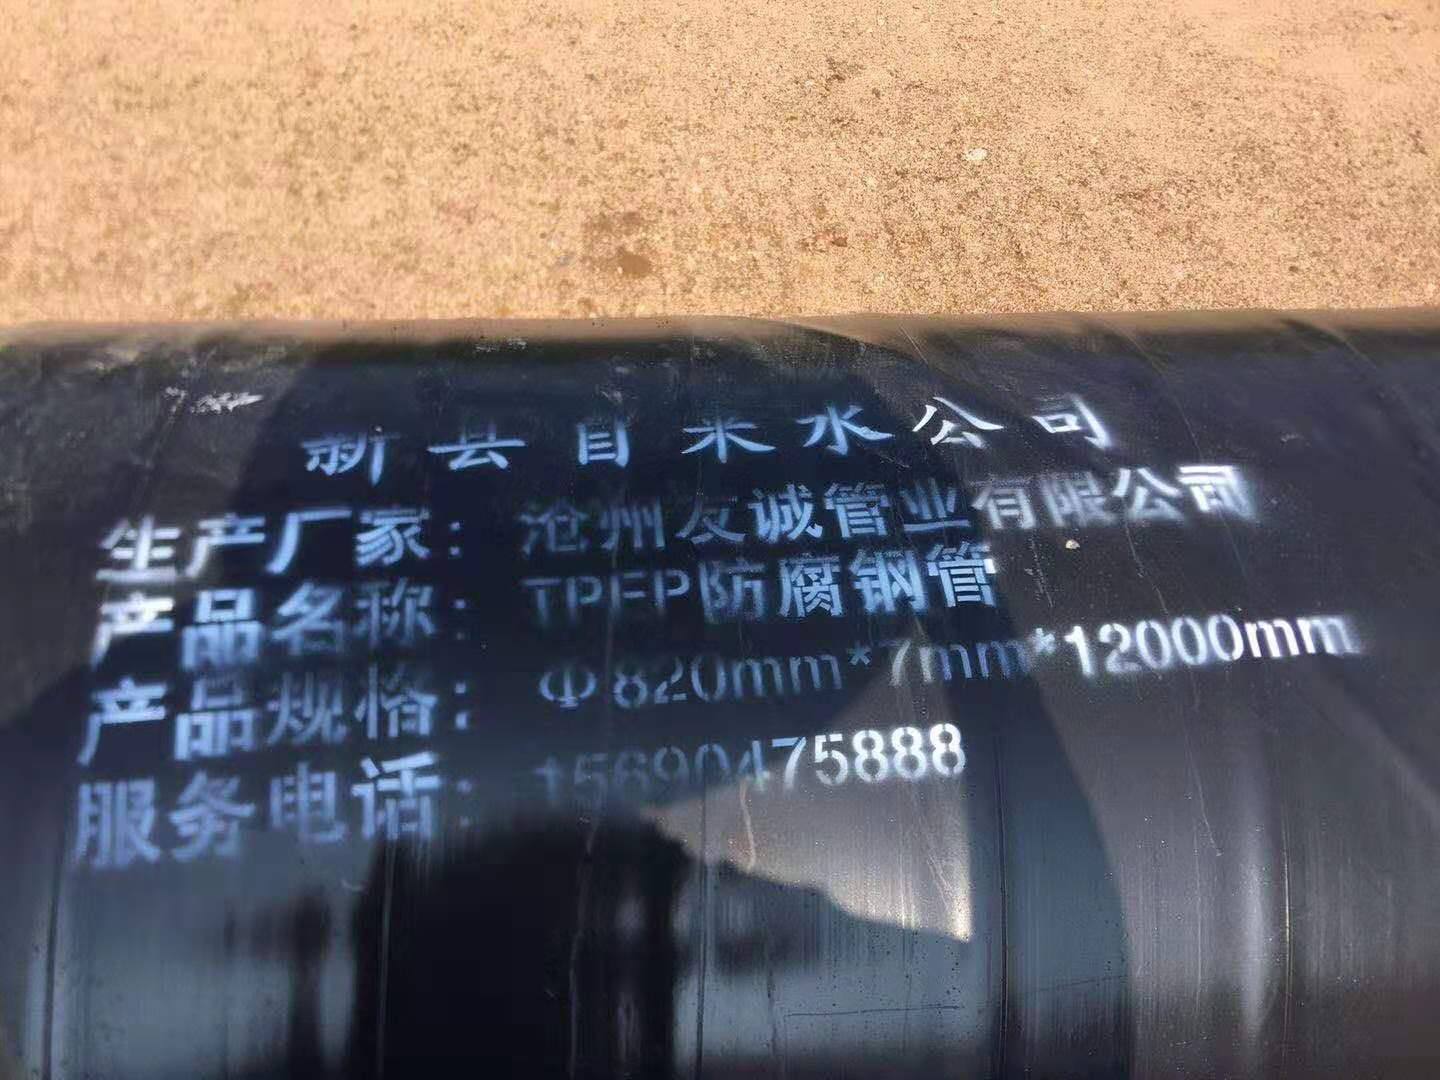 新县自来水公司
生产厂家：沧州友诚管业有限公司
产品名称：TPEP防腐钢管
产品规格：Φ820mm*7mm*12000mm
服务电话：15690475888